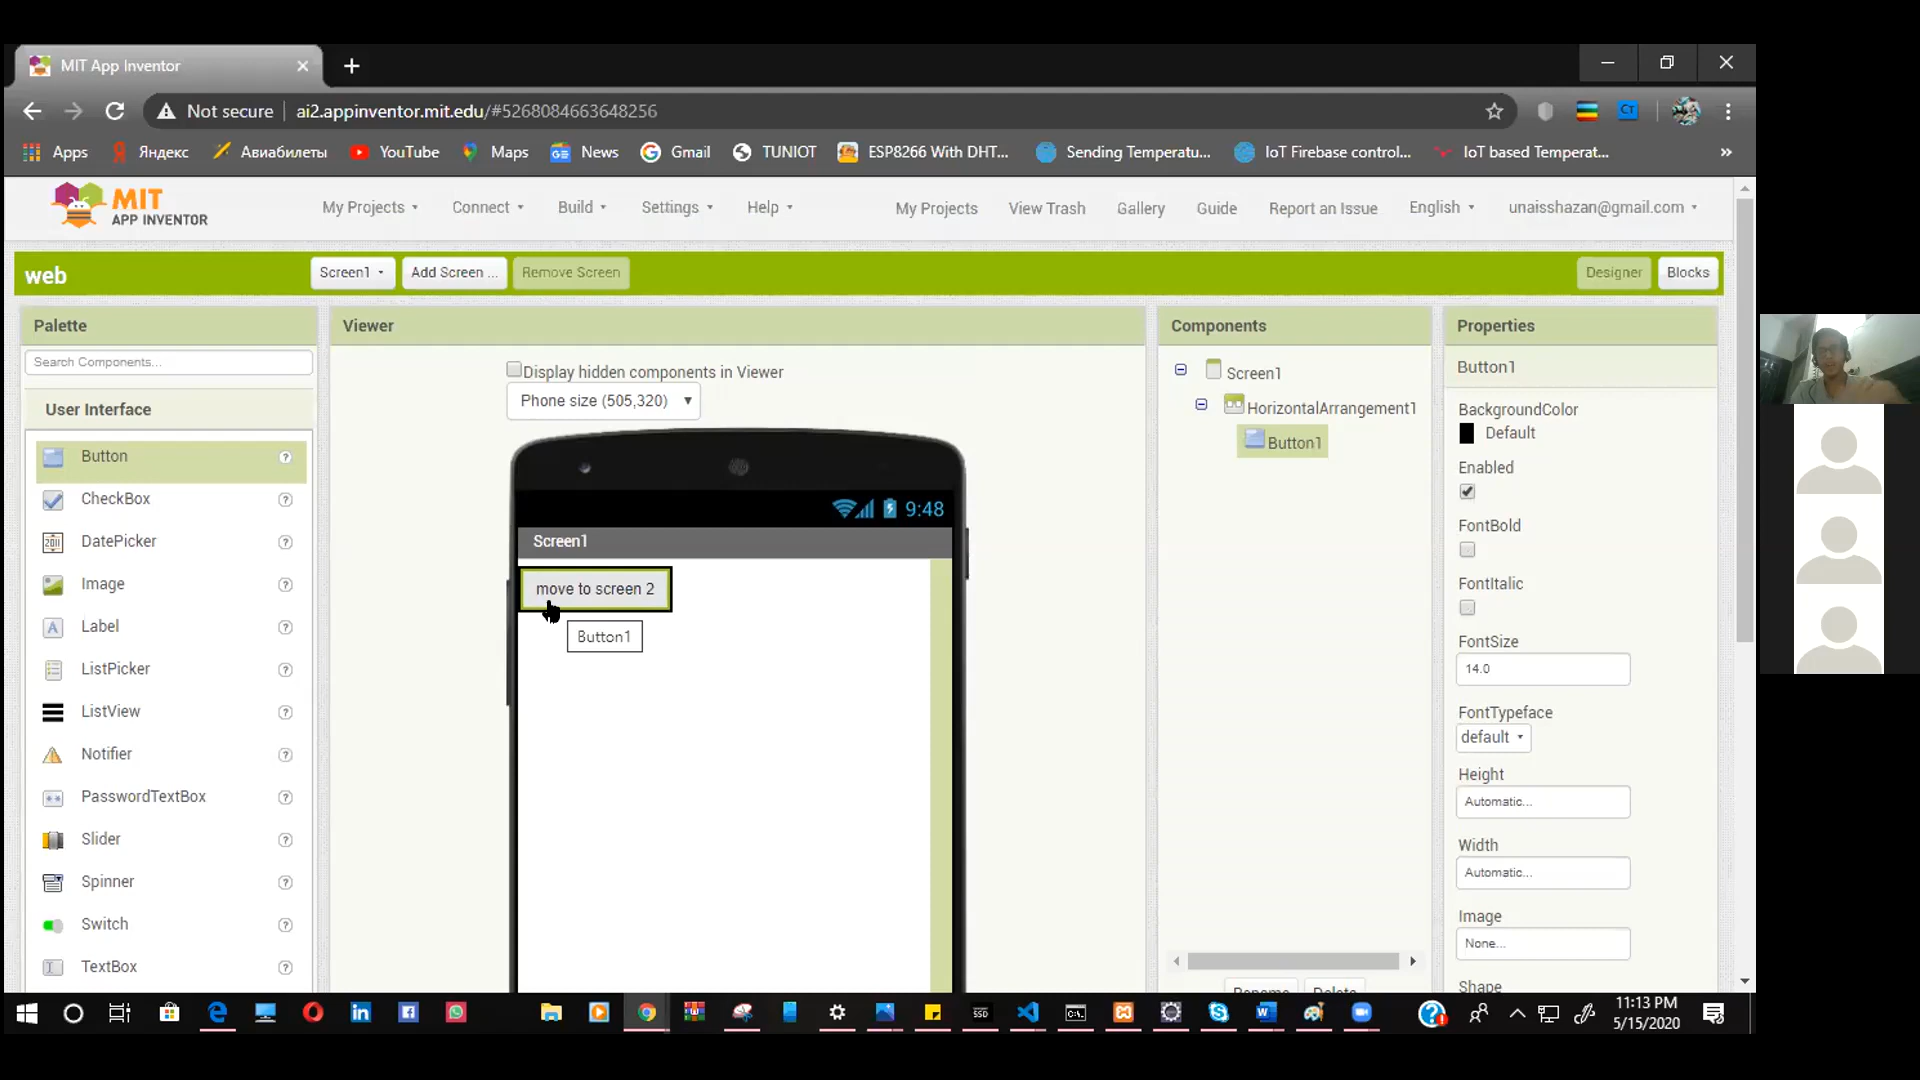 MIT App Inventor
Not secure
ai2.appinventor.mit.edu/#5268084663648256
CT
Apps
Яндекс
Авиабилеты
YouTube
Maps
News
Gmail
TUNIOT
ESP8266 With DHT...
Sending Temperatu...
IoT Firebase control...
IoT based Temperat...
MIT
APP INVENTOR
My Projects
Connect
Build
Settings
Help
My Projects
View Trash
Gallery
Guide
Report an Issue
English
unaisshazan@gmail.com
web
Screen1
Add Screen ...
Remove Screen
Designer
Blocks
Palette
Search Components...
User Interface
Button
CheckBox
DatePicker
Image
Label
ListPicker
ListView
Notifier
PasswordTextBox
Slider
Spinner
Switch
TextBox
Viewer
Display hidden components in Viewer
Phone size (505,320)
9:48
Screen1
move to screen 2
Button1
Components
Screen1
HorizontalArrangement1
Button1
Rename
Delete
Properties
Button1
BackgroundColor
Default
Enabled
FontBold
FontItalic
FontSize
14.0
FontTypeface
default
Height
Automatic...
Width
Automatic...
Image
None...
Shape
11:13 PM
5/15/2020